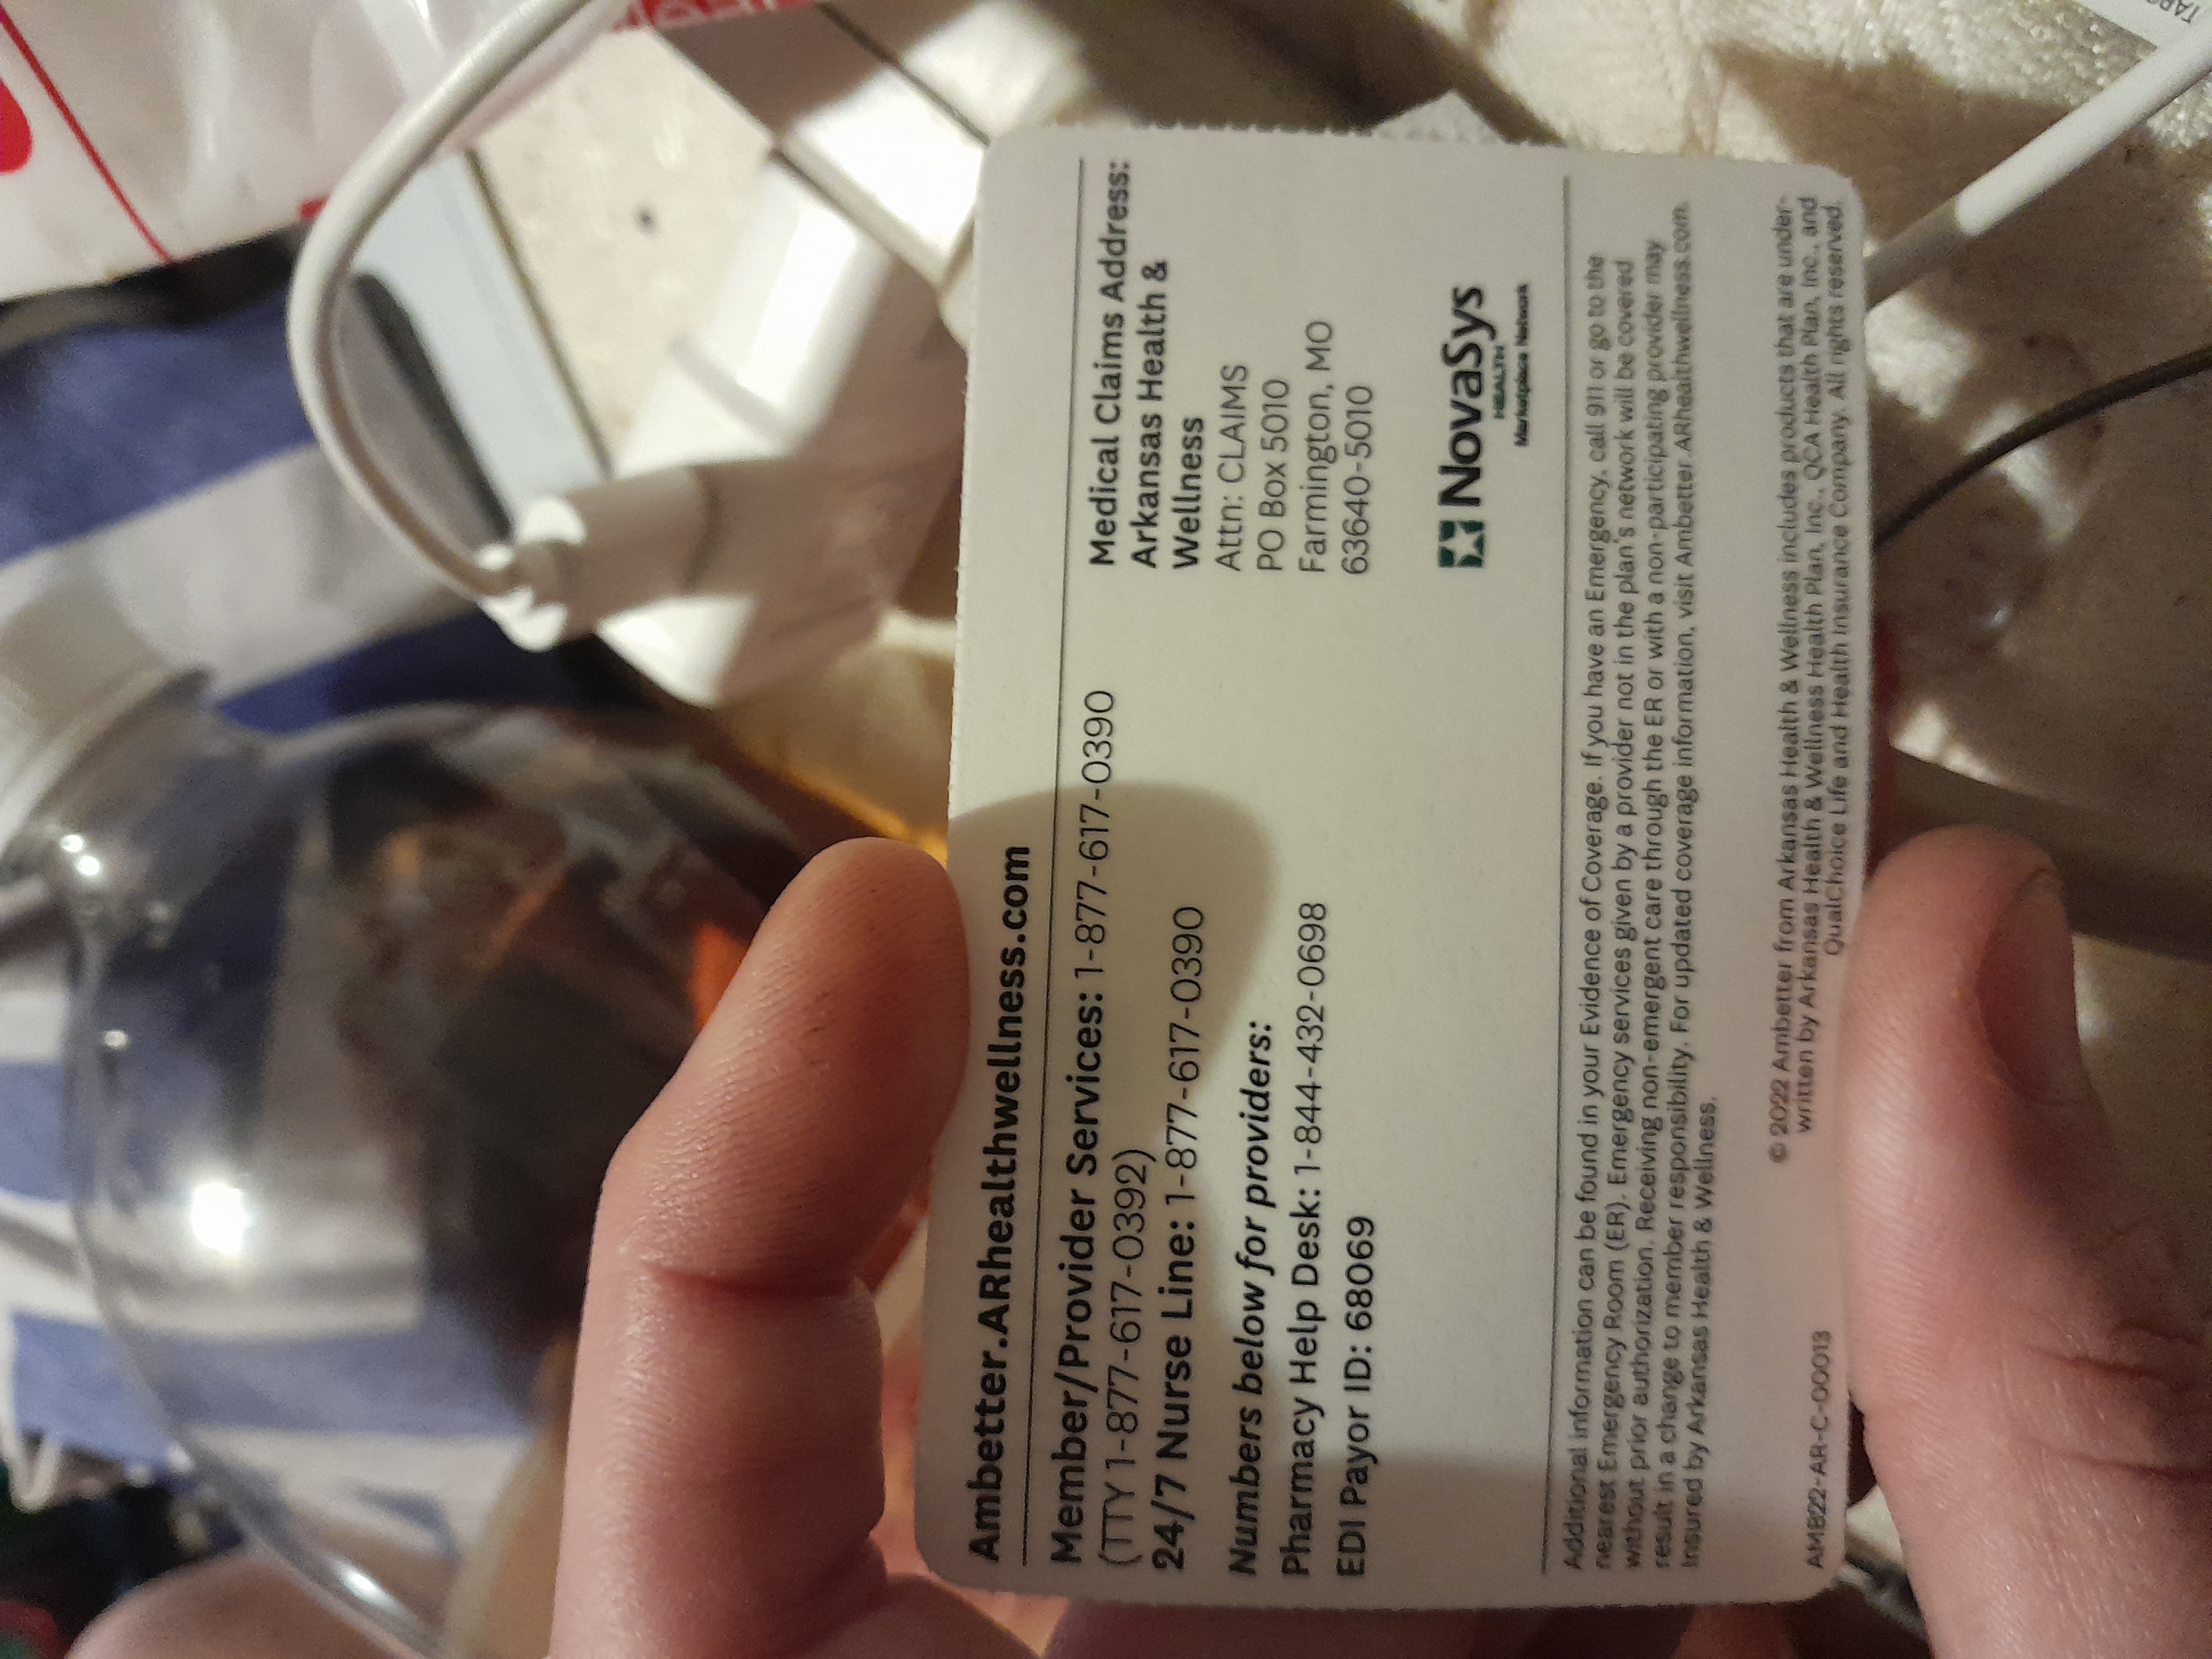 Ambetter.ARhealthwellness.com
Member/Provider Services: 1-877-617-0390
(TTY 1-877-617-0392)
24/7 Nurse Line: 1-877-617-0390
Numbers below for providers:
Pharmacy Help Desk: 1-844-432-0698
EDI Payor ID: 68069
Medical Claims Address:
Arkansas Health &
Wellness
Attn: CLAIMS
PO Box 5010
Farmington, MO
63640-5010
NovaSys
HEALTH
Marketplace Network
Additional information can be found in your Evidence of Coverage. If you have an Emergency, call 911 or go to the
nearest Emergency Room (ER). Emergency services given by a provider not in the plan's network will be covered
without prior authorization. Receiving non-emergent care through the ER or with a non-participating provider may
result in a change to member responsibility. For updated coverage information, visit Ambetter.ARhealthwellness.com.
Insured by Arkansas Health & Wellness.
© 2022 Ambetter from Arkansas Health & Wellness includes products that are under-
written by Arkansas Health & Wellness Health Plan, Inc., QCA Health Plan, Inc., and
QualChoice Life and Health Insurance Company. All rights reserved.
AMB22-AR-C-00013